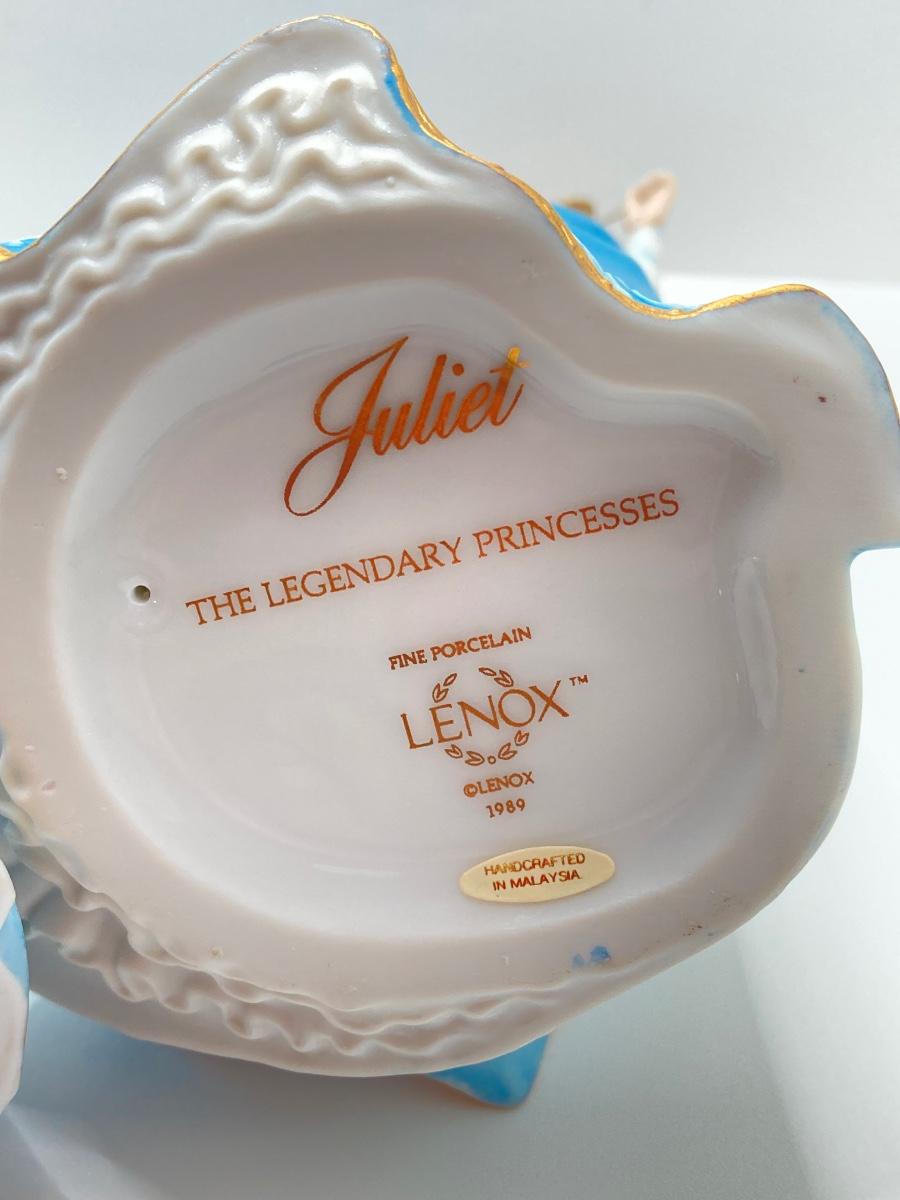 Juliet
THE LEGENDARY PRINCESSES
FINE PORCELAIN
LENOX™
©LENOX
1989
HANDCRAFTED
IN MALAYSIA